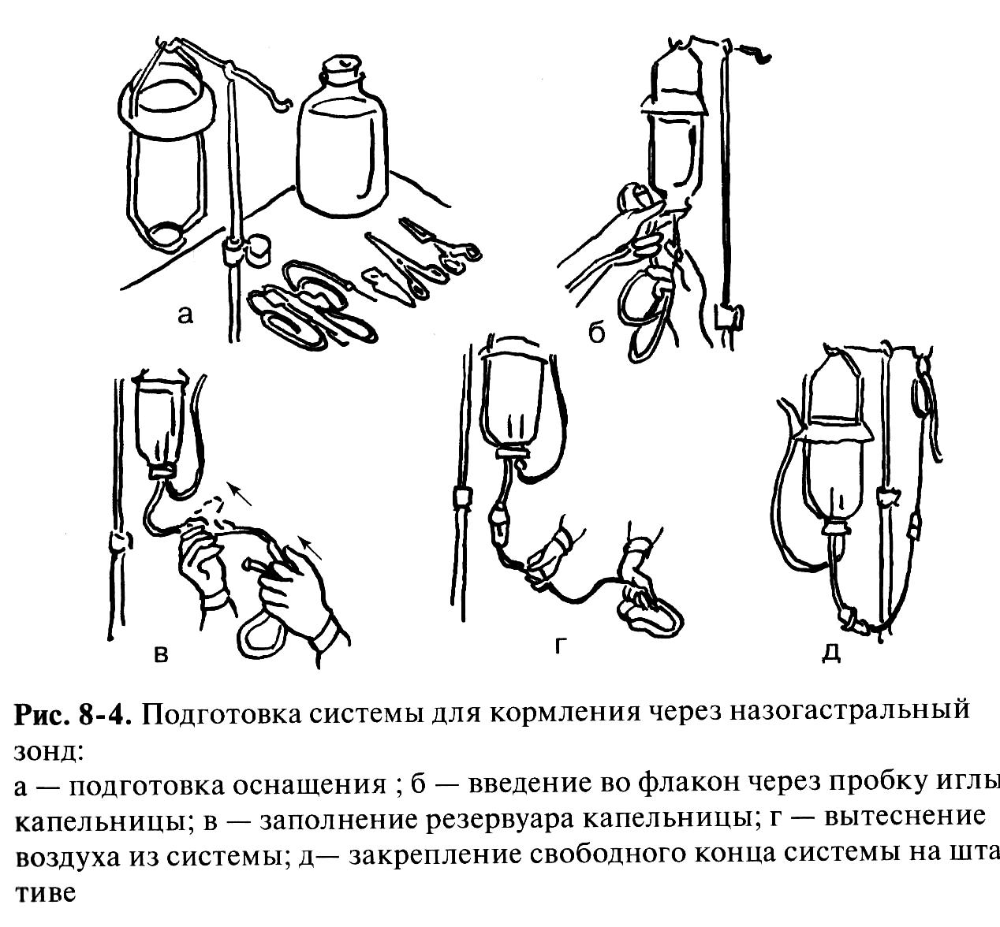 а
б
в
г
д
Рис. 8-4. Подготовка системы для кормления через назогастральный
зонд:
а — подготовка оснащения ; б — введение во флакон через пробку иглы
капельницы; в — заполнение резервуара капельницы; г — вытеснение
воздуха из системы; д— закрепление свободного конца системы на шта
тиве